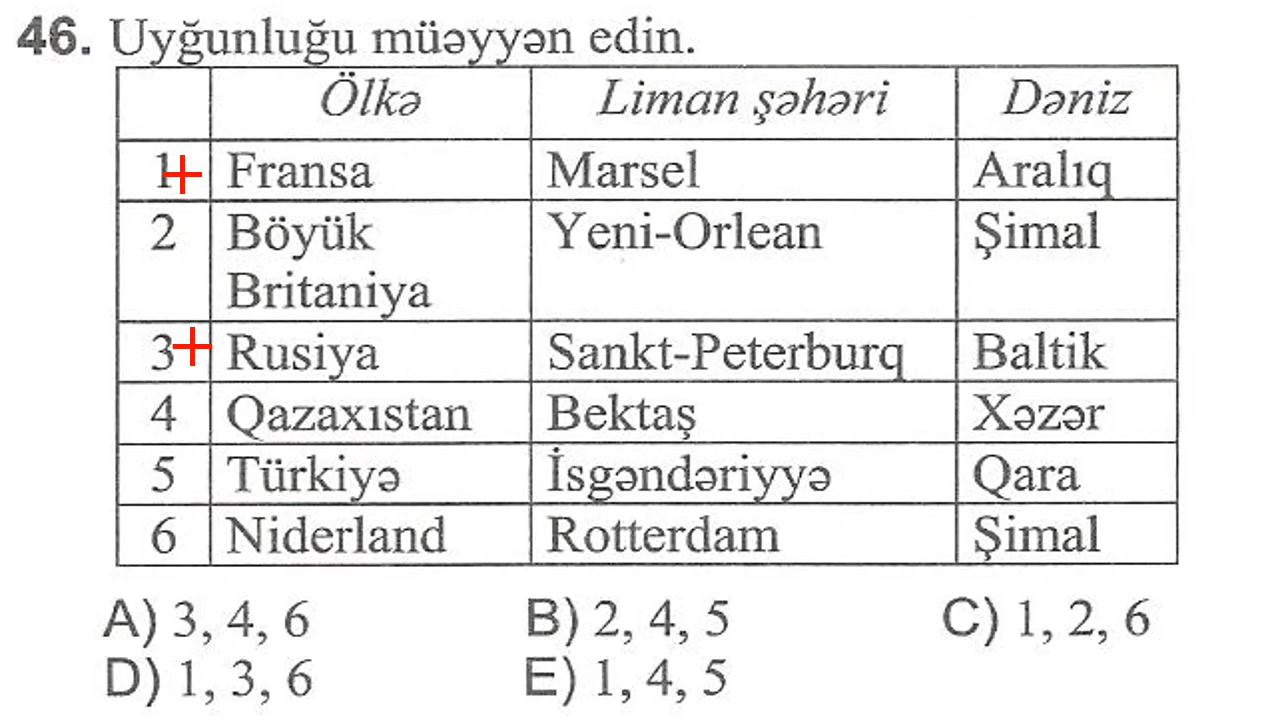 46. Uyğunluğu müəyyən edin.
Ölkə Liman şəhəri Dəniz
1 Fransa Marsel Aralıq
2 Böyük Britaniya Yeni-Orlean Şimal
3 Rusiya Sankt-Peterburq Baltik
4 Qazaxıstan Bektaş Xəzər
5 Türkiyə İsgəndəriyyə Qara
6 Niderland Rotterdam Şimal
A) 3, 4, 6 B) 2, 4, 5 C) 1, 2, 6
D) 1, 3, 6 E) 1, 4, 5